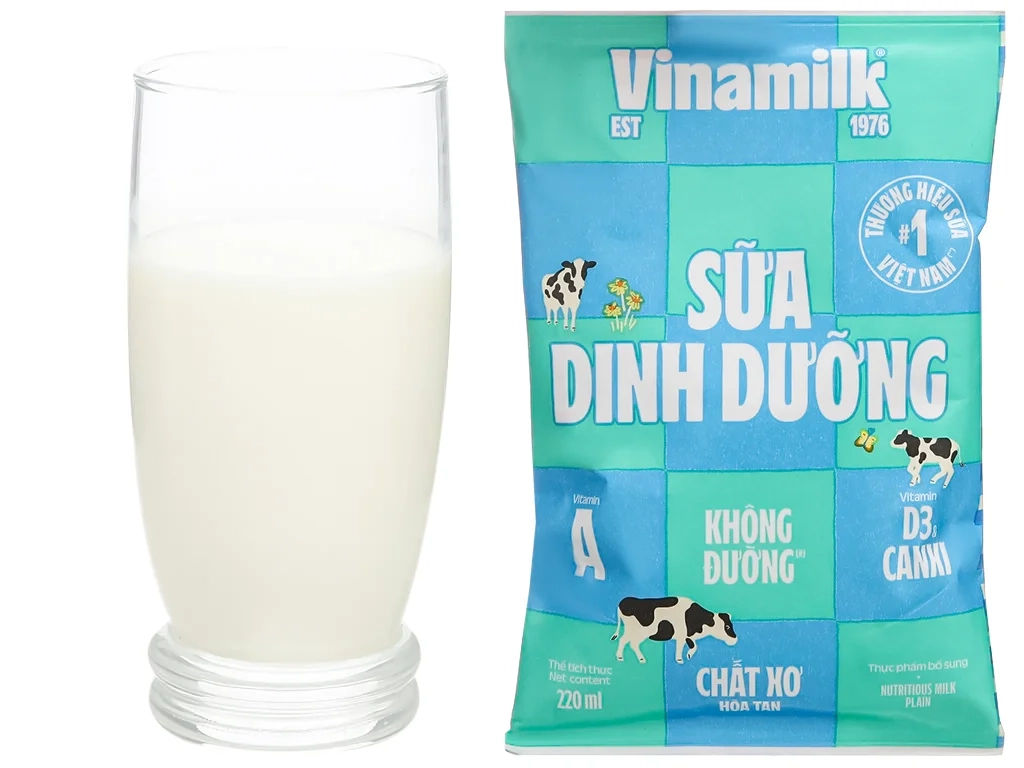 Vinamilk®
EST 1976
THƯƠNG HIỆU SỮA
#1
VIỆT NAM(*)
SỮA
DINH DƯỠNG
Vitamin
A
KHÔNG
ĐƯỜNG(#)
Vitamin
D3&
CANXI
CHẤT XƠ
HÒA TAN
Thể tích thực
Net content
220 ml
Thực phẩm bổ sung
NUTRITIOUS MILK
PLAIN